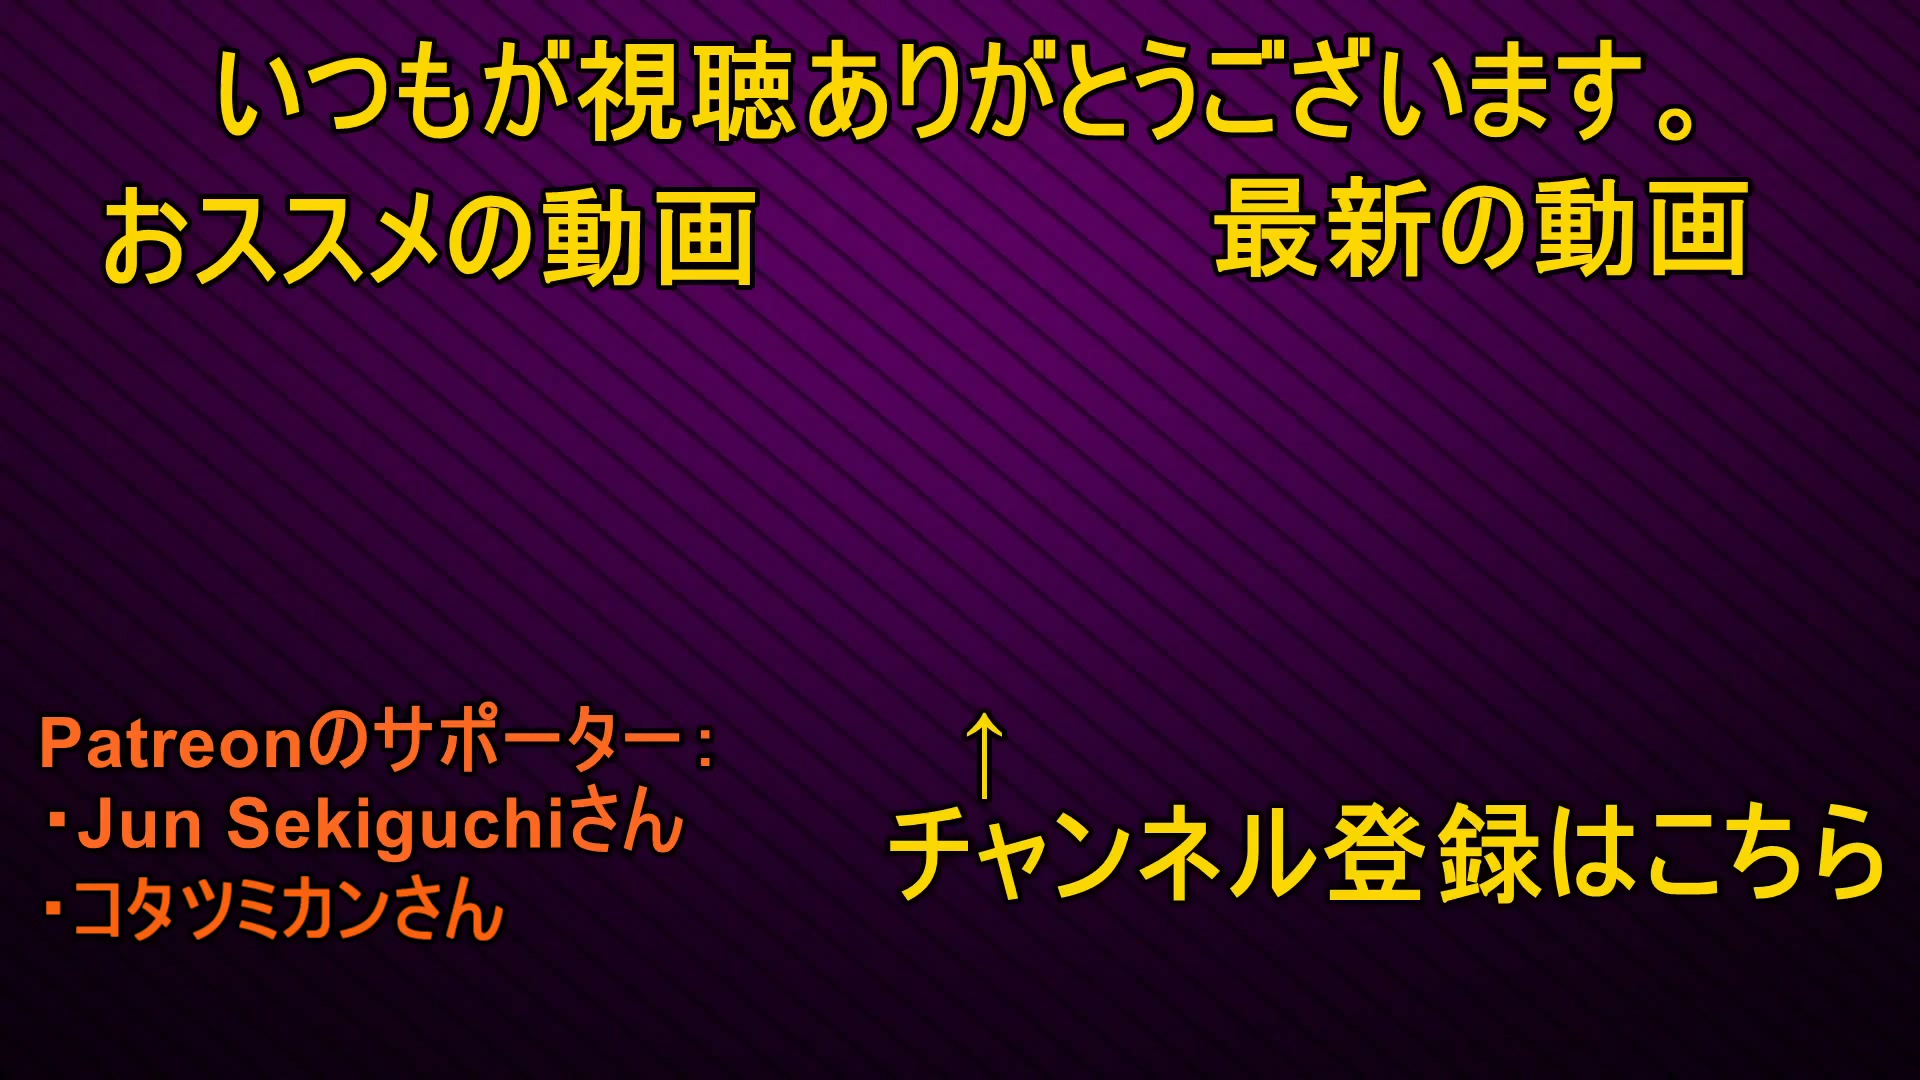 いつもが視聴ありがとうございます。
おススメの動画
最新の動画
Patreonのサポーター：
・Jun Sekiguchiさん
・コタツミカンさん
↑
チャンネル登録はこちら